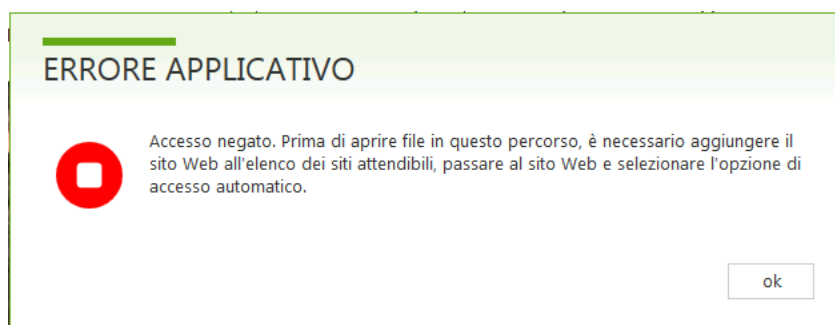 ERRORE APPLICATIVO
Accesso negato. Prima di aprire file in questo percorso, è necessario aggiungere il
sito Web all'elenco dei siti attendibili, passare al sito Web e selezionare l'opzione di
accesso automatico.
ok